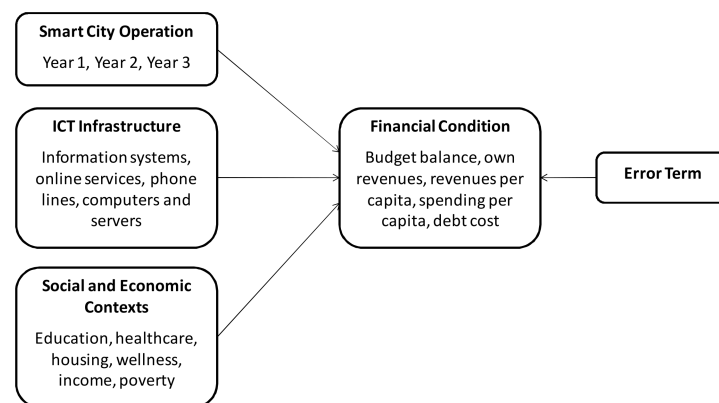 Smart City Operation
Year 1, Year 2, Year 3
ICT Infrastructure
Information systems,
online services, phone
lines, computers and
servers
Social and Economic
Contexts
Education, healthcare,
housing, wellness,
income, poverty
Financial Condition
Budget balance, own
revenues, revenues per
capita, spending per
capita, debt cost
Error Term